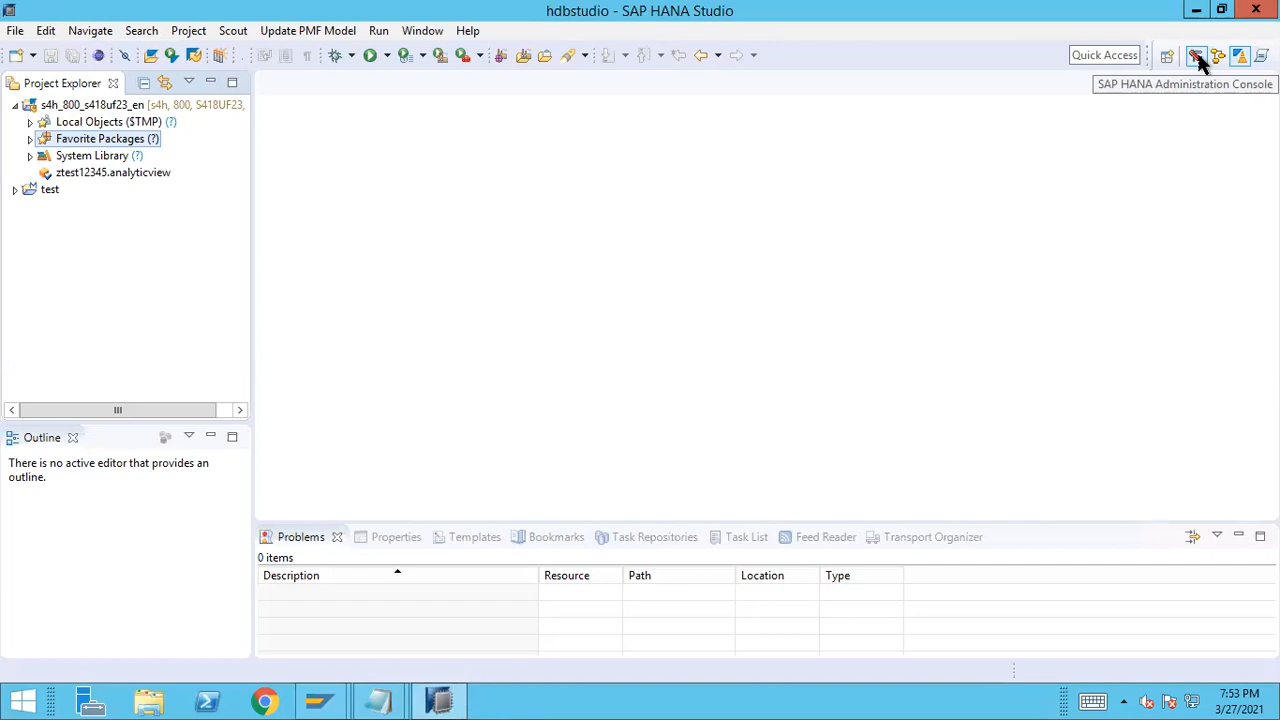 hdbstudio - SAP HANA Studio
File Edit Navigate Search Project Scout Update PMF Model Run Window Help
Quick Access
SAP HANA Administration Console
Project Explorer
s4h_800_s418uf23_en [s4h, 800, S418UF23,
Local Objects ($TMP) (?)
Favorite Packages (?)
System Library (?)
ztest12345.analyticview
test
Outline
There is no active editor that provides an
outline.
Problems Properties Templates Bookmarks Task Repositories Task List Feed Reader Transport Organizer
0 items
Description Resource Path Location Type
7:53 PM
3/27/2021